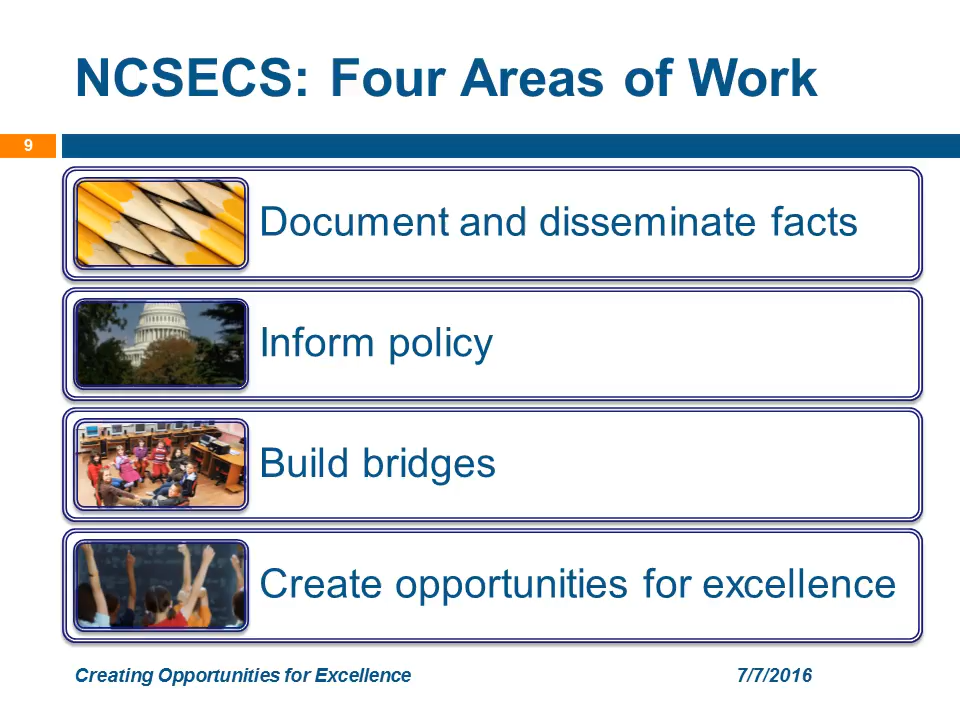 NCSECS: Four Areas of Work
9
Document and disseminate facts
Inform policy
Build bridges
Create opportunities for excellence
Creating Opportunities for Excellence 7/7/2016